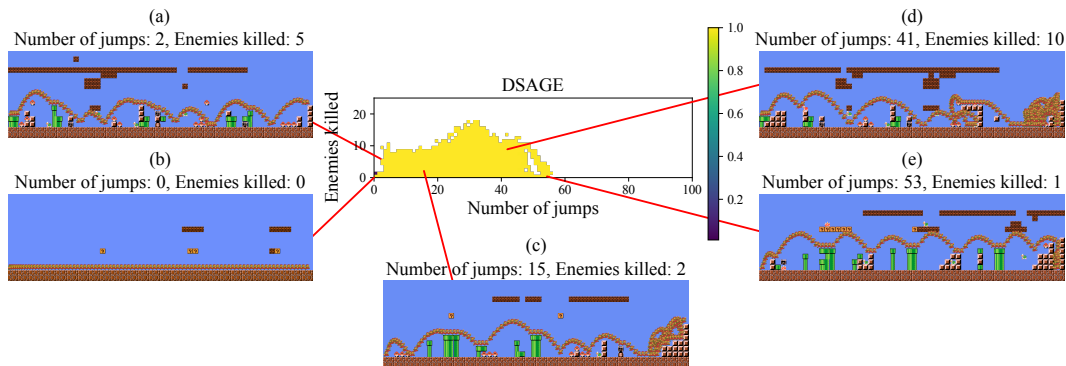 (a)
Number of jumps: 2, Enemies killed: 5
(b)
Number of jumps: 0, Enemies killed: 0
DSAGE
Enemies killed
20
10
0
0 20 40 60 80 100
Number of jumps
1.0
0.8
0.6
0.4
0.2
(c)
Number of jumps: 15, Enemies killed: 2
(d)
Number of jumps: 41, Enemies killed: 10
(e)
Number of jumps: 53, Enemies killed: 1